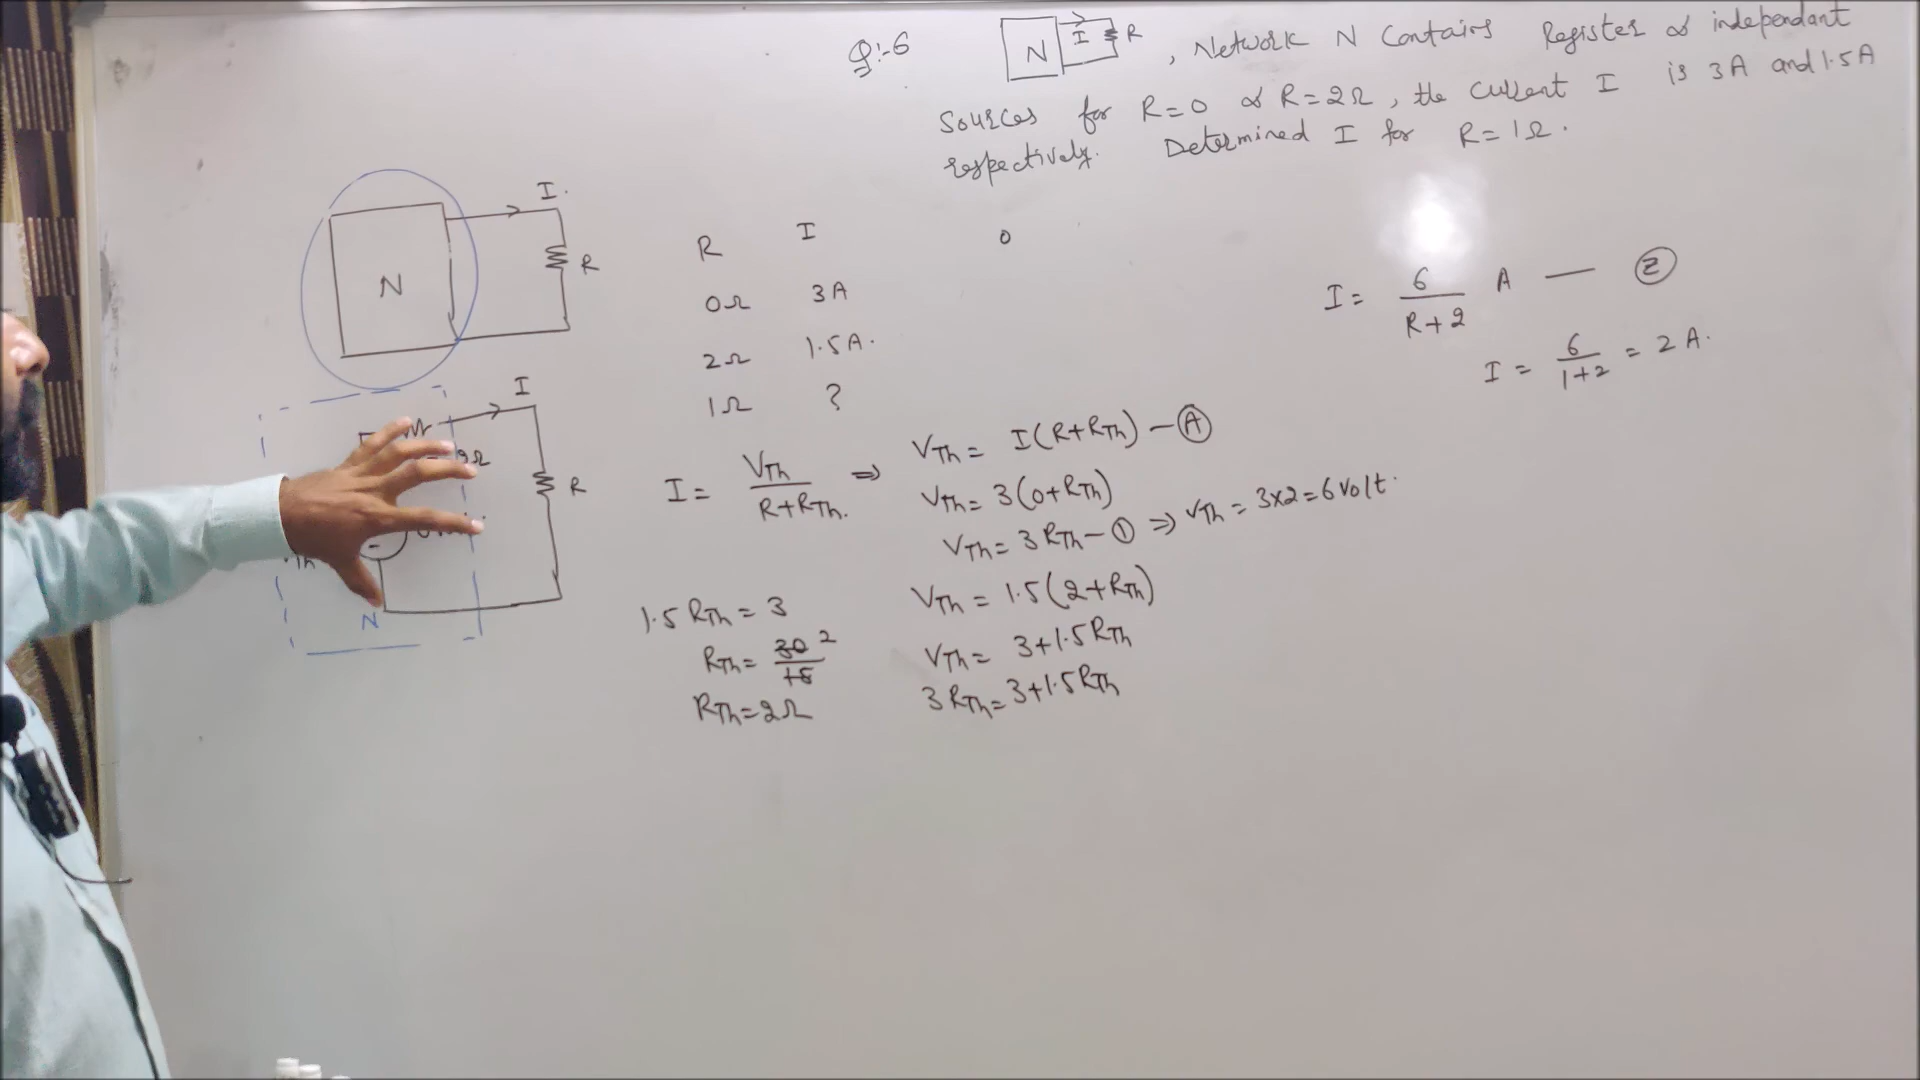 Q:-6
N I R , Network N Contains Register & independant
Sources for R=0 & R=2Ω, the current I is 3A and 1.5A
respectively. Determined I for R=1Ω.
I.
N
R
R I
0Ω 3A
2Ω 1.5A.
1Ω ?
0
I = 6/(R+2) A — (2)
I = 6/(1+2) = 2 A.
I
R
N
I = VTh/(R+RTh.) ⇒ VTh = I(R+RTh) — (A)
VTh = 3(0+RTh)
VTh = 3RTh — (1) ⇒ VTh = 3x2 = 6 Volt.
VTh = 1.5(2+RTh)
VTh = 3+1.5RTh
3RTh = 3+1.5RTh
1.5 RTh = 3
RTh = 30/15 2
RTh = 2Ω